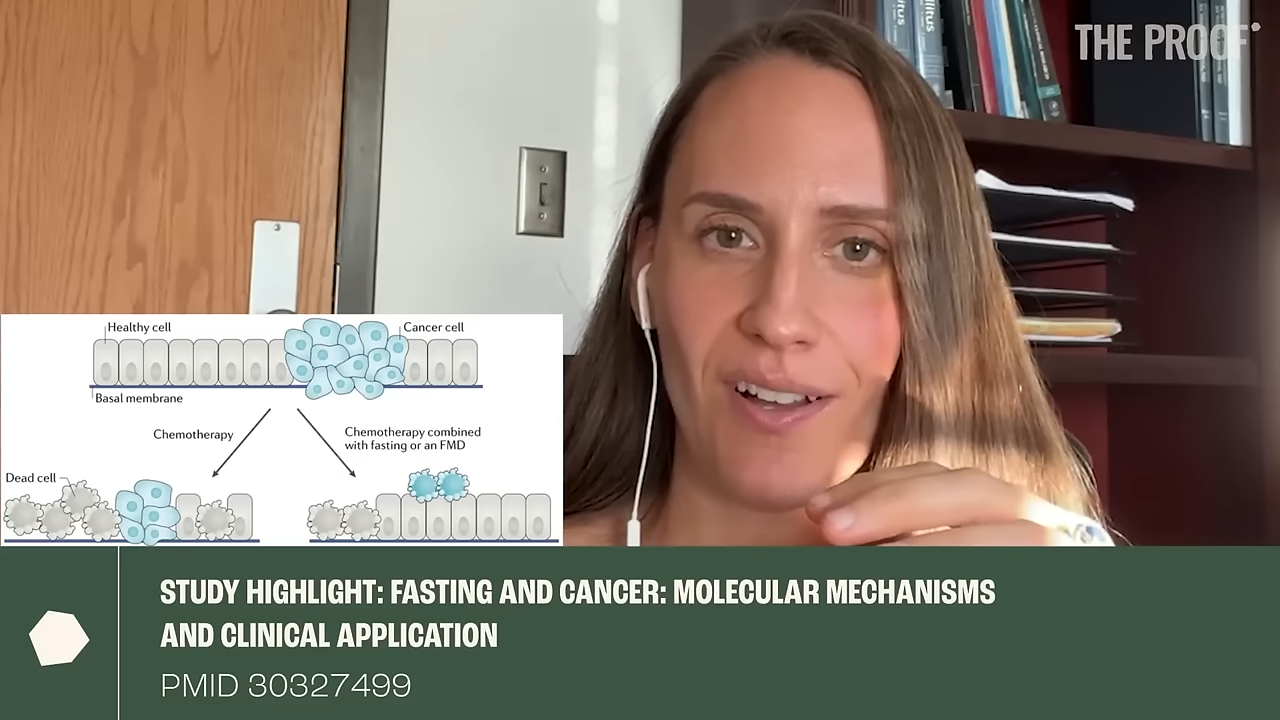 THE PROOF
Healthy cell
Cancer cell
Basal membrane
Chemotherapy
Chemotherapy combined
with fasting or an FMD
Dead cell
STUDY HIGHLIGHT: FASTING AND CANCER: MOLECULAR MECHANISMS
AND CLINICAL APPLICATION
PMID 30327499